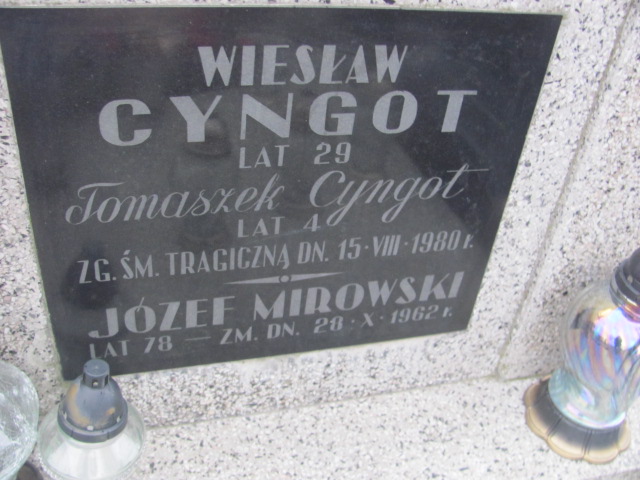 WIESŁAW
CYNGOT
LAT 29
Tomaszek Cyngot
LAT 4
ZG. ŚM. TRAGICZNĄ DN. 15·VIII·1980 r.
JÓZEF MIROWSKI
LAT 78 — ZM. DN. 28·X·1962 r.